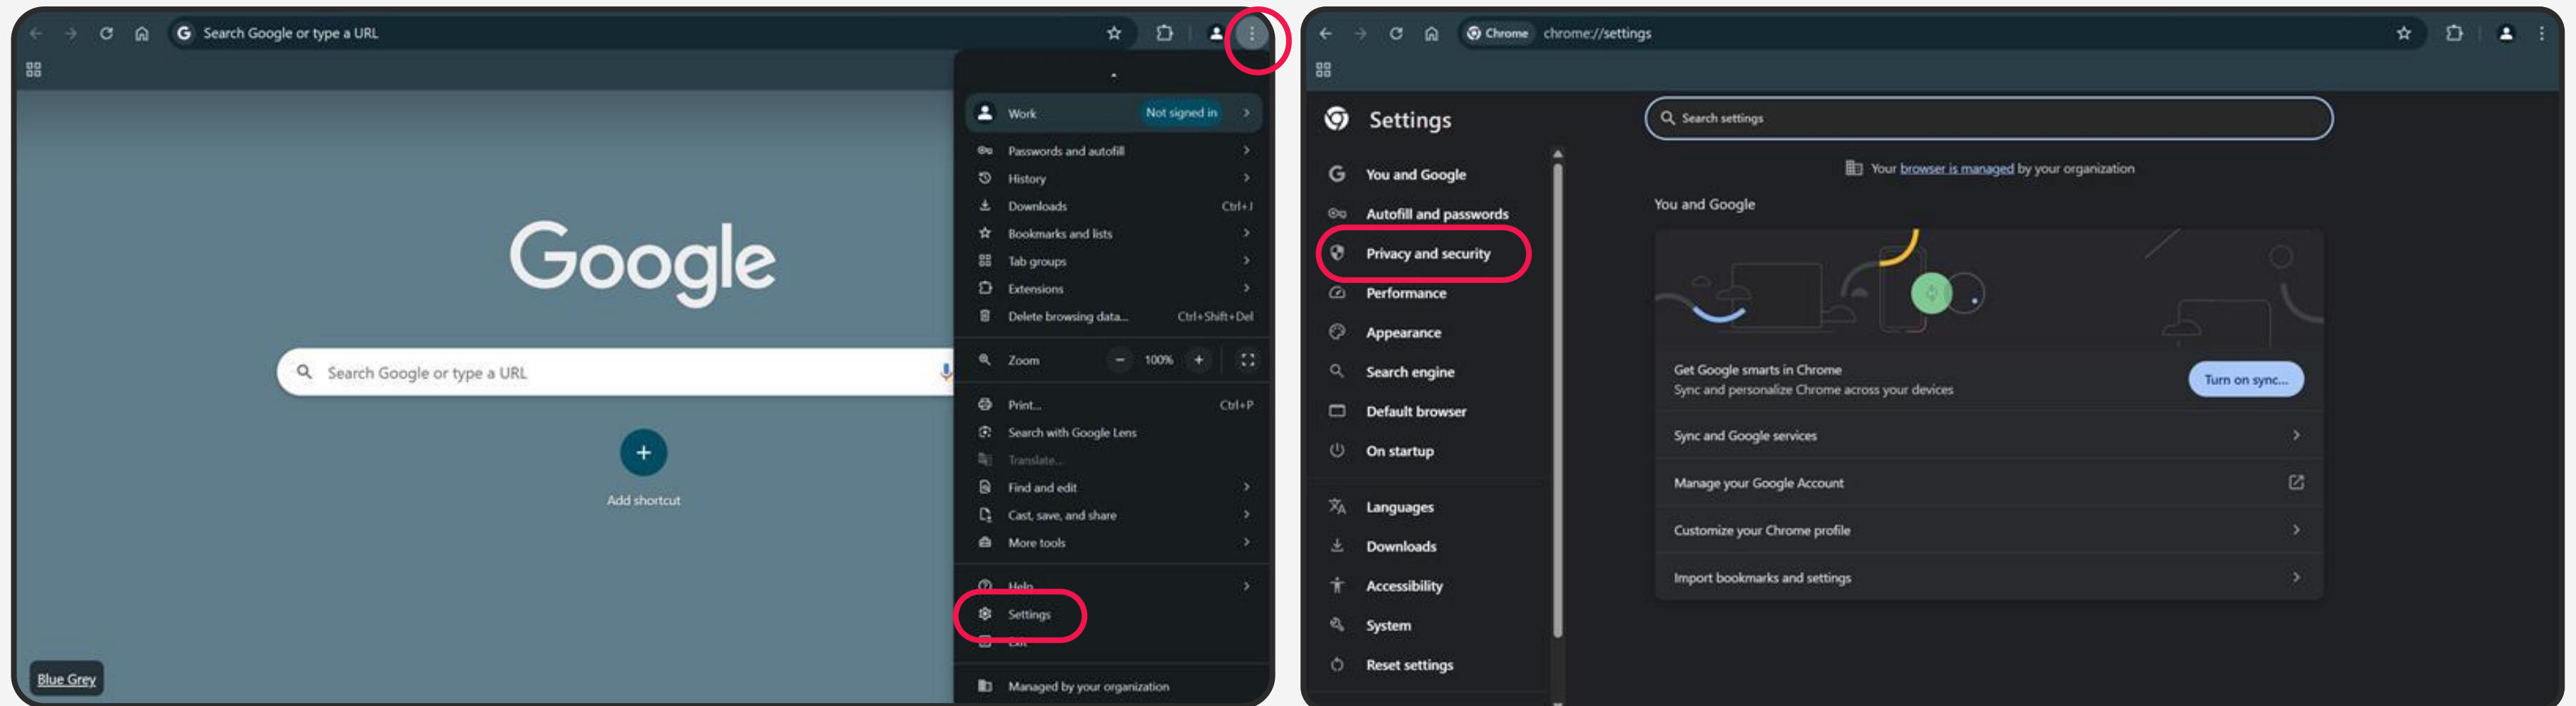 Search Google or type a URL
Work Not signed in
Passwords and autofill
History
Downloads Ctrl+J
Bookmarks and lists
Tab groups
Extensions
Delete browsing data... Ctrl+Shift+Del
Zoom − 100% +
Print... Ctrl+P
Search with Google Lens
Translate...
Find and edit
Cast, save, and share
More tools
Help
Settings
Exit
Managed by your organization
Google
Search Google or type a URL
Add shortcut
Blue Grey
Chrome chrome://settings
Settings
Search settings
Your browser is managed by your organization
You and Google
Autofill and passwords
Privacy and security
Performance
Appearance
Search engine
Default browser
On startup
Languages
Downloads
Accessibility
System
Reset settings
You and Google
Get Google smarts in Chrome
Sync and personalize Chrome across your devices
Turn on sync...
Sync and Google services
Manage your Google Account
Customize your Chrome profile
Import bookmarks and settings